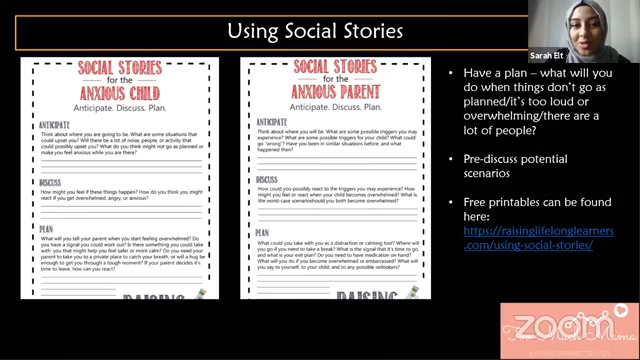 Using Social Stories
Sarah Elt
SOCIAL STORIES
for the
ANXIOUS CHILD
Anticipate. Discuss. Plan.
ANTICIPATE
Think about where you are going to be. What are some situations that
could upset you? Will there be a lot of noise, people, or activity that
could possibly upset you? What do you think might not go as planned or
make you feel anxious while you are there?
DISCUSS
How might you feel if these things happen? How do you think you might
react if you get overwhelmed, angry, or anxious?
PLAN
What will you tell your parent when you start feeling overwhelmed? Do
you have a signal you could work out? Is there something you could take
with you that might help you feel safer or more calm? Do you need your
parent to take you to a private place to catch your breath, or will a hug be
enough to get you through a tough moment? If your parent decides it's
time to leave, how can you react?
RAISING
SOCIAL STORIES
for the
ANXIOUS PARENT
Anticipate. Discuss. Plan.
ANTICIPATE
Think about where you will be. What are some possible triggers you may
experience? What are some possible triggers for your child? What
could go "wrong"? Have you been in similar situations before, and what
happened then?
DISCUSS
How could you possibly react to the triggers you may experience? How
might you feel or react when your child becomes overwhelmed? What
is the worst-case scenario should you both become overwhelmed?
PLAN
What could you take with you as a distraction or calming tool? Where will
you go if you need to take a break? What is the signal that it's time to go,
and what is your exit plan? Do you need to have medication on hand?
What will you do if you become overwhelmed or embarrassed? What
will you say to yourself, to your child, and to any possible onlookers?
RAISING
• Have a plan – what will you
do when things don't go as
planned/it's too loud or
overwhelming/there are a
lot of people?
• Pre-discuss potential
scenarios
• Free printables can be found
here:
https://raisinglifelonglearners
.com/using-social-stories/
zoom